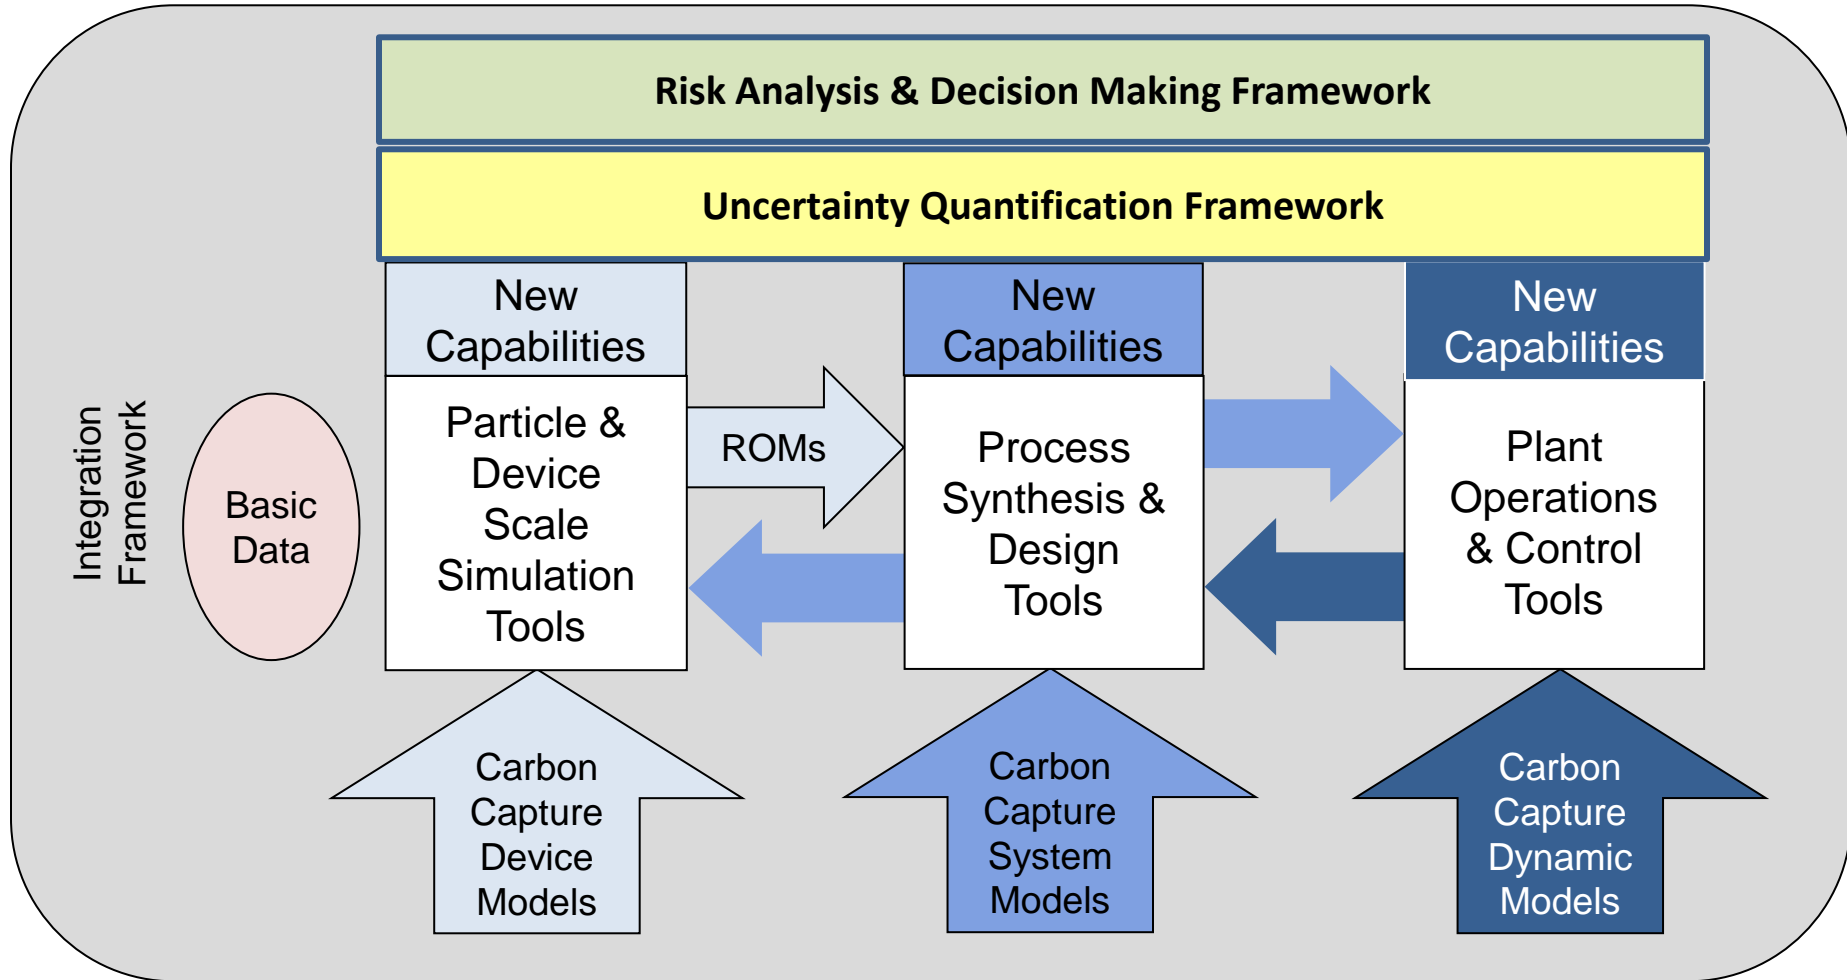 Risk Analysis & Decision Making Framework
Uncertainty Quantification Framework
New
Capabilities
New
Capabilities
New
Capabilities
Integration
Framework
Basic
Data
Particle &
Device
Scale
Simulation
Tools
ROMs
Process
Synthesis &
Design
Tools
Plant
Operations
& Control
Tools
Carbon
Capture
Device
Models
Carbon
Capture
System
Models
Carbon
Capture
Dynamic
Models